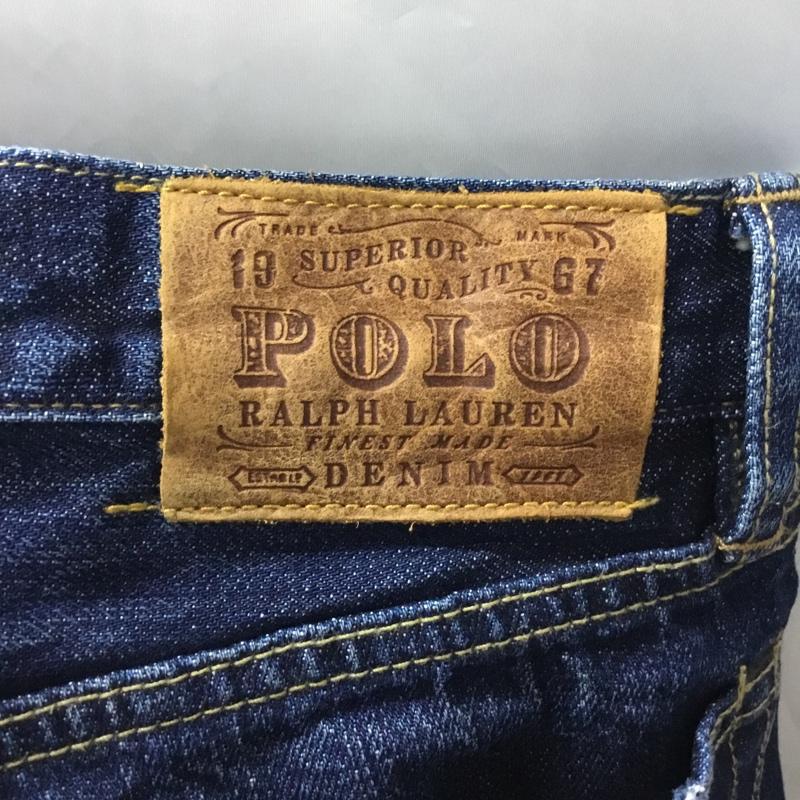 TRADE MARK
19 SUPERIOR 67
QUALITY
POLO
RALPH LAUREN
FINEST MADE
DENIM